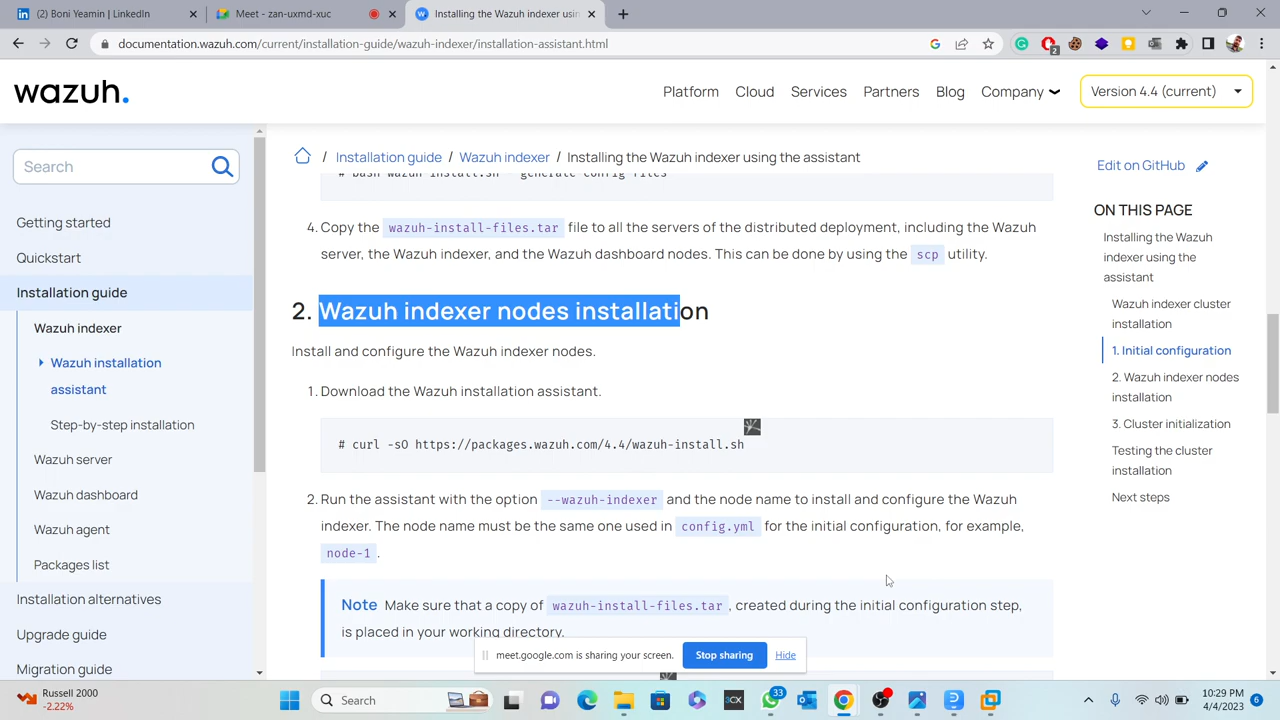 Boni Yeamin | LinkedIn
Meet - zan-uxmd-xuc
Installing the Wazuh indexer usin
documentation.wazuh.com/current/installation-guide/wazuh-indexer/installation-assistant.html
2
wazuh.
Platform
Cloud
Services
Partners
Blog
Company
Version 4.4 (current)
Search
Getting started
Quickstart
Installation guide
Wazuh indexer
Wazuh installation
assistant
Step-by-step installation
Wazuh server
Wazuh dashboard
Wazuh agent
Packages list
Installation alternatives
Upgrade guide
Migration guide
/ Installation guide / Wazuh indexer / Installing the Wazuh indexer using the assistant
# bash wazuh-install.sh --generate-config-files
4. Copy the wazuh-install-files.tar file to all the servers of the distributed deployment, including the Wazuh
server, the Wazuh indexer, and the Wazuh dashboard nodes. This can be done by using the scp utility.
2. Wazuh indexer nodes installation
Install and configure the Wazuh indexer nodes.
1. Download the Wazuh installation assistant.
# curl -sO https://packages.wazuh.com/4.4/wazuh-install.sh
2. Run the assistant with the option --wazuh-indexer and the node name to install and configure the Wazuh
indexer. The node name must be the same one used in config.yml for the initial configuration, for example,
node-1 .
Note Make sure that a copy of wazuh-install-files.tar, created during the initial configuration step,
is placed in your working directory.
Edit on GitHub
ON THIS PAGE
Installing the Wazuh
indexer using the
assistant
Wazuh indexer cluster
installation
1. Initial configuration
2. Wazuh indexer nodes
installation
3. Cluster initialization
Testing the cluster
installation
Next steps
meet.google.com is sharing your screen.
Stop sharing
Hide
Russell 2000
-2.22%
Search
3CX
33
10:29 PM
4/4/2023
6